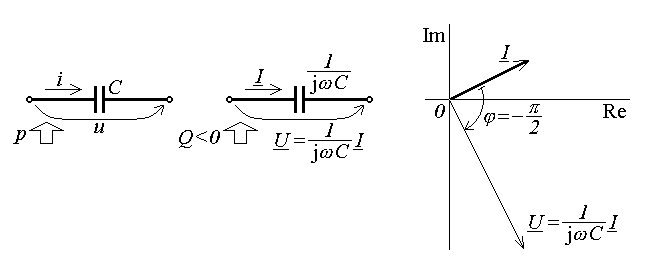 i
C
u
p
I
1/jωC
Q<0
U=1/jωC I
Im
I
0
Re
φ=-π/2
U=1/jωC I